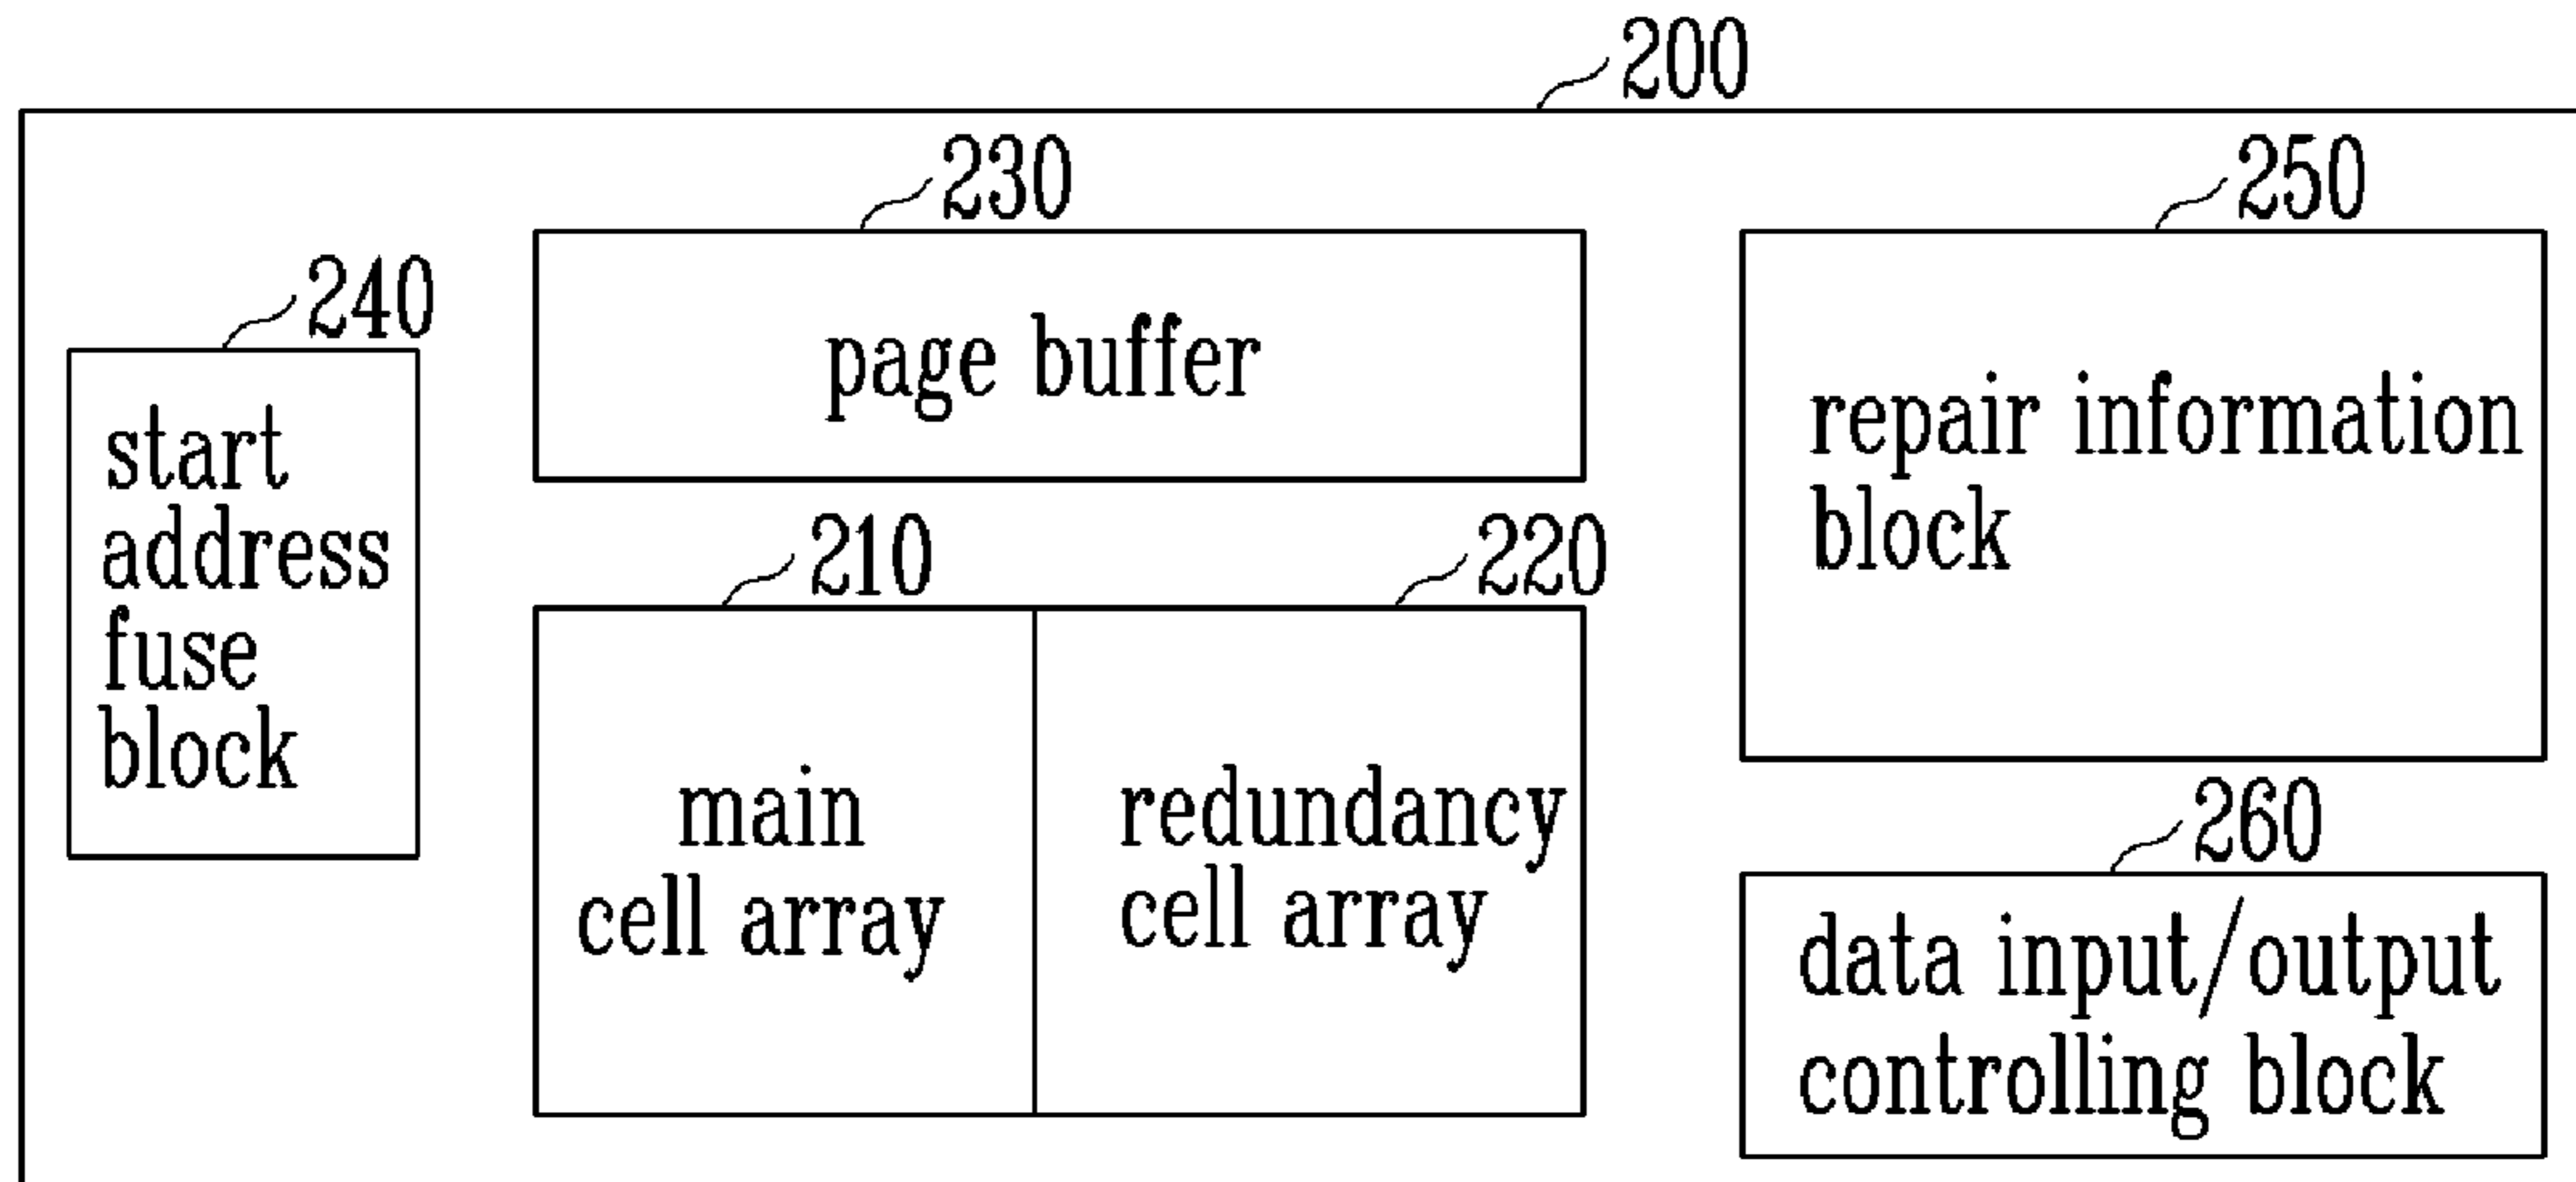 200
230
250
240
page buffer
start
address
fuse
block
repair information
block
210
220
main
cell array
redundancy
cell array
260
data input/output
controlling block